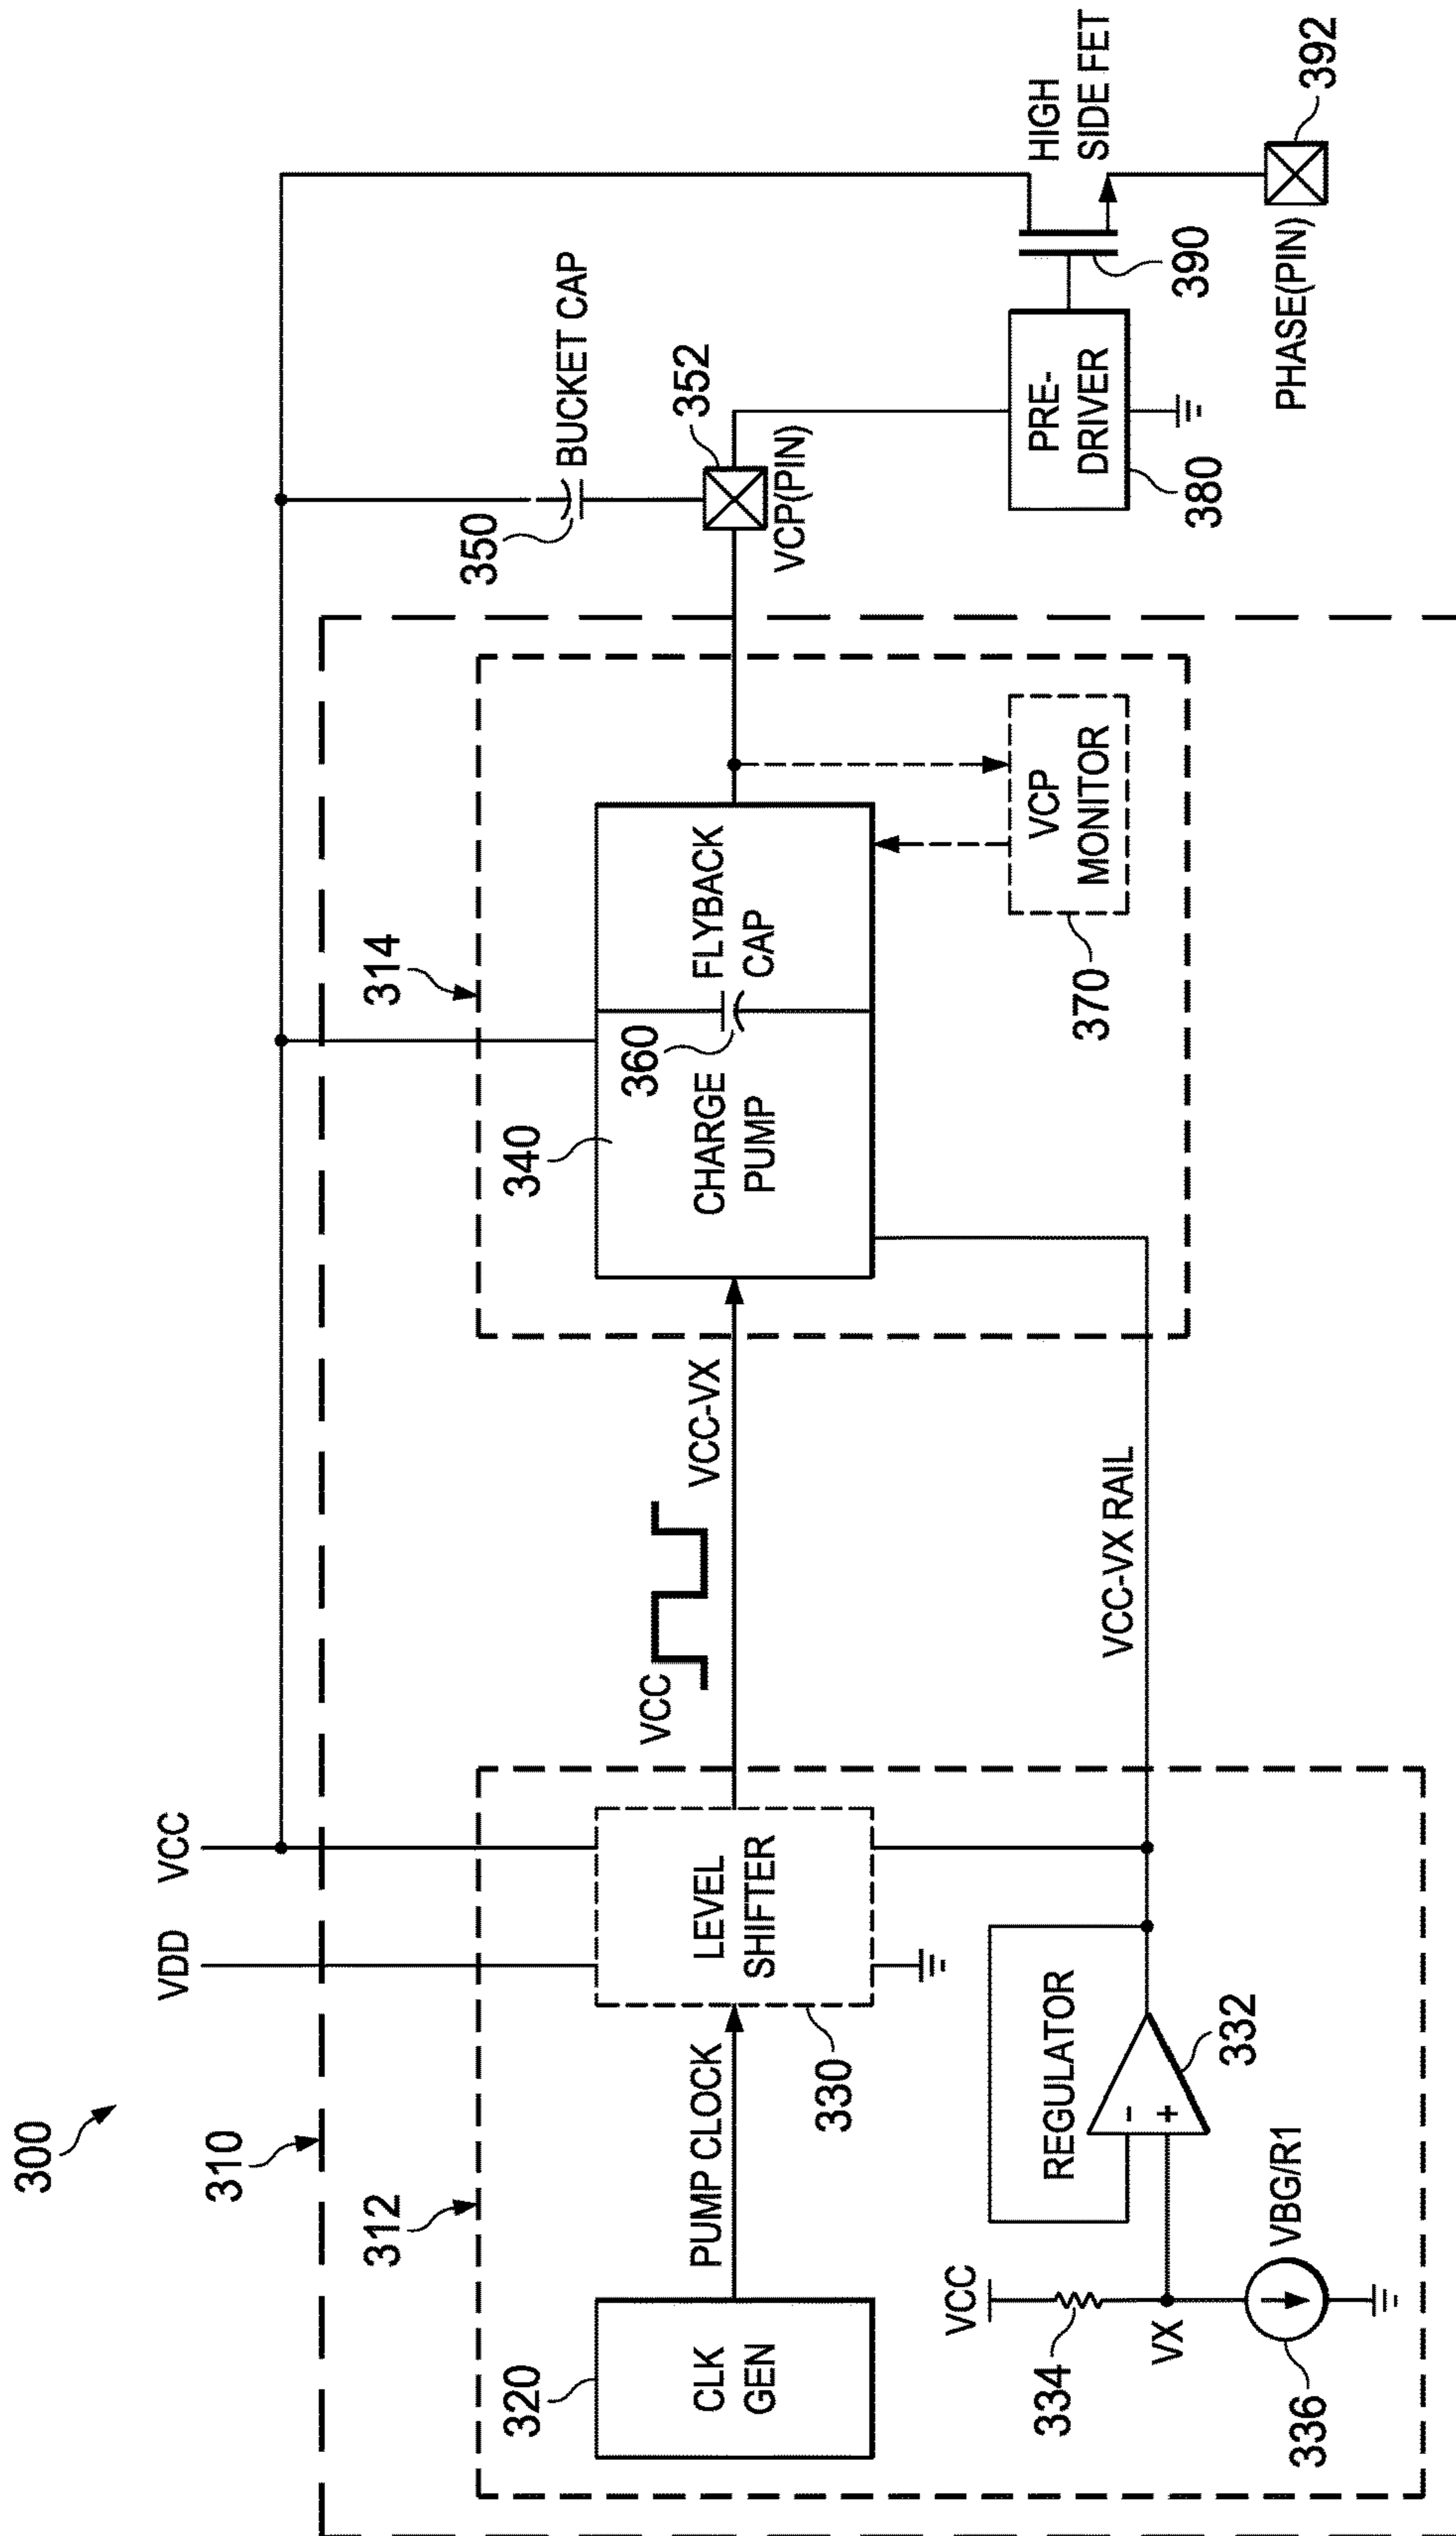 300
310
312
314
VDD
VCC
320
CLK
GEN
PUMP CLOCK
LEVEL
SHIFTER
330
VCC
VCC-VX
340
CHARGE
PUMP
360
FLYBACK
CAP
350
BUCKET CAP
352
VCP(PIN)
VCP
MONITOR
370
PRE-
DRIVER
380
390
HIGH
SIDE FET
PHASE(PIN)
392
VCC
334
VX
336
VBG/R1
REGULATOR
-
+
332
VCC-VX RAIL